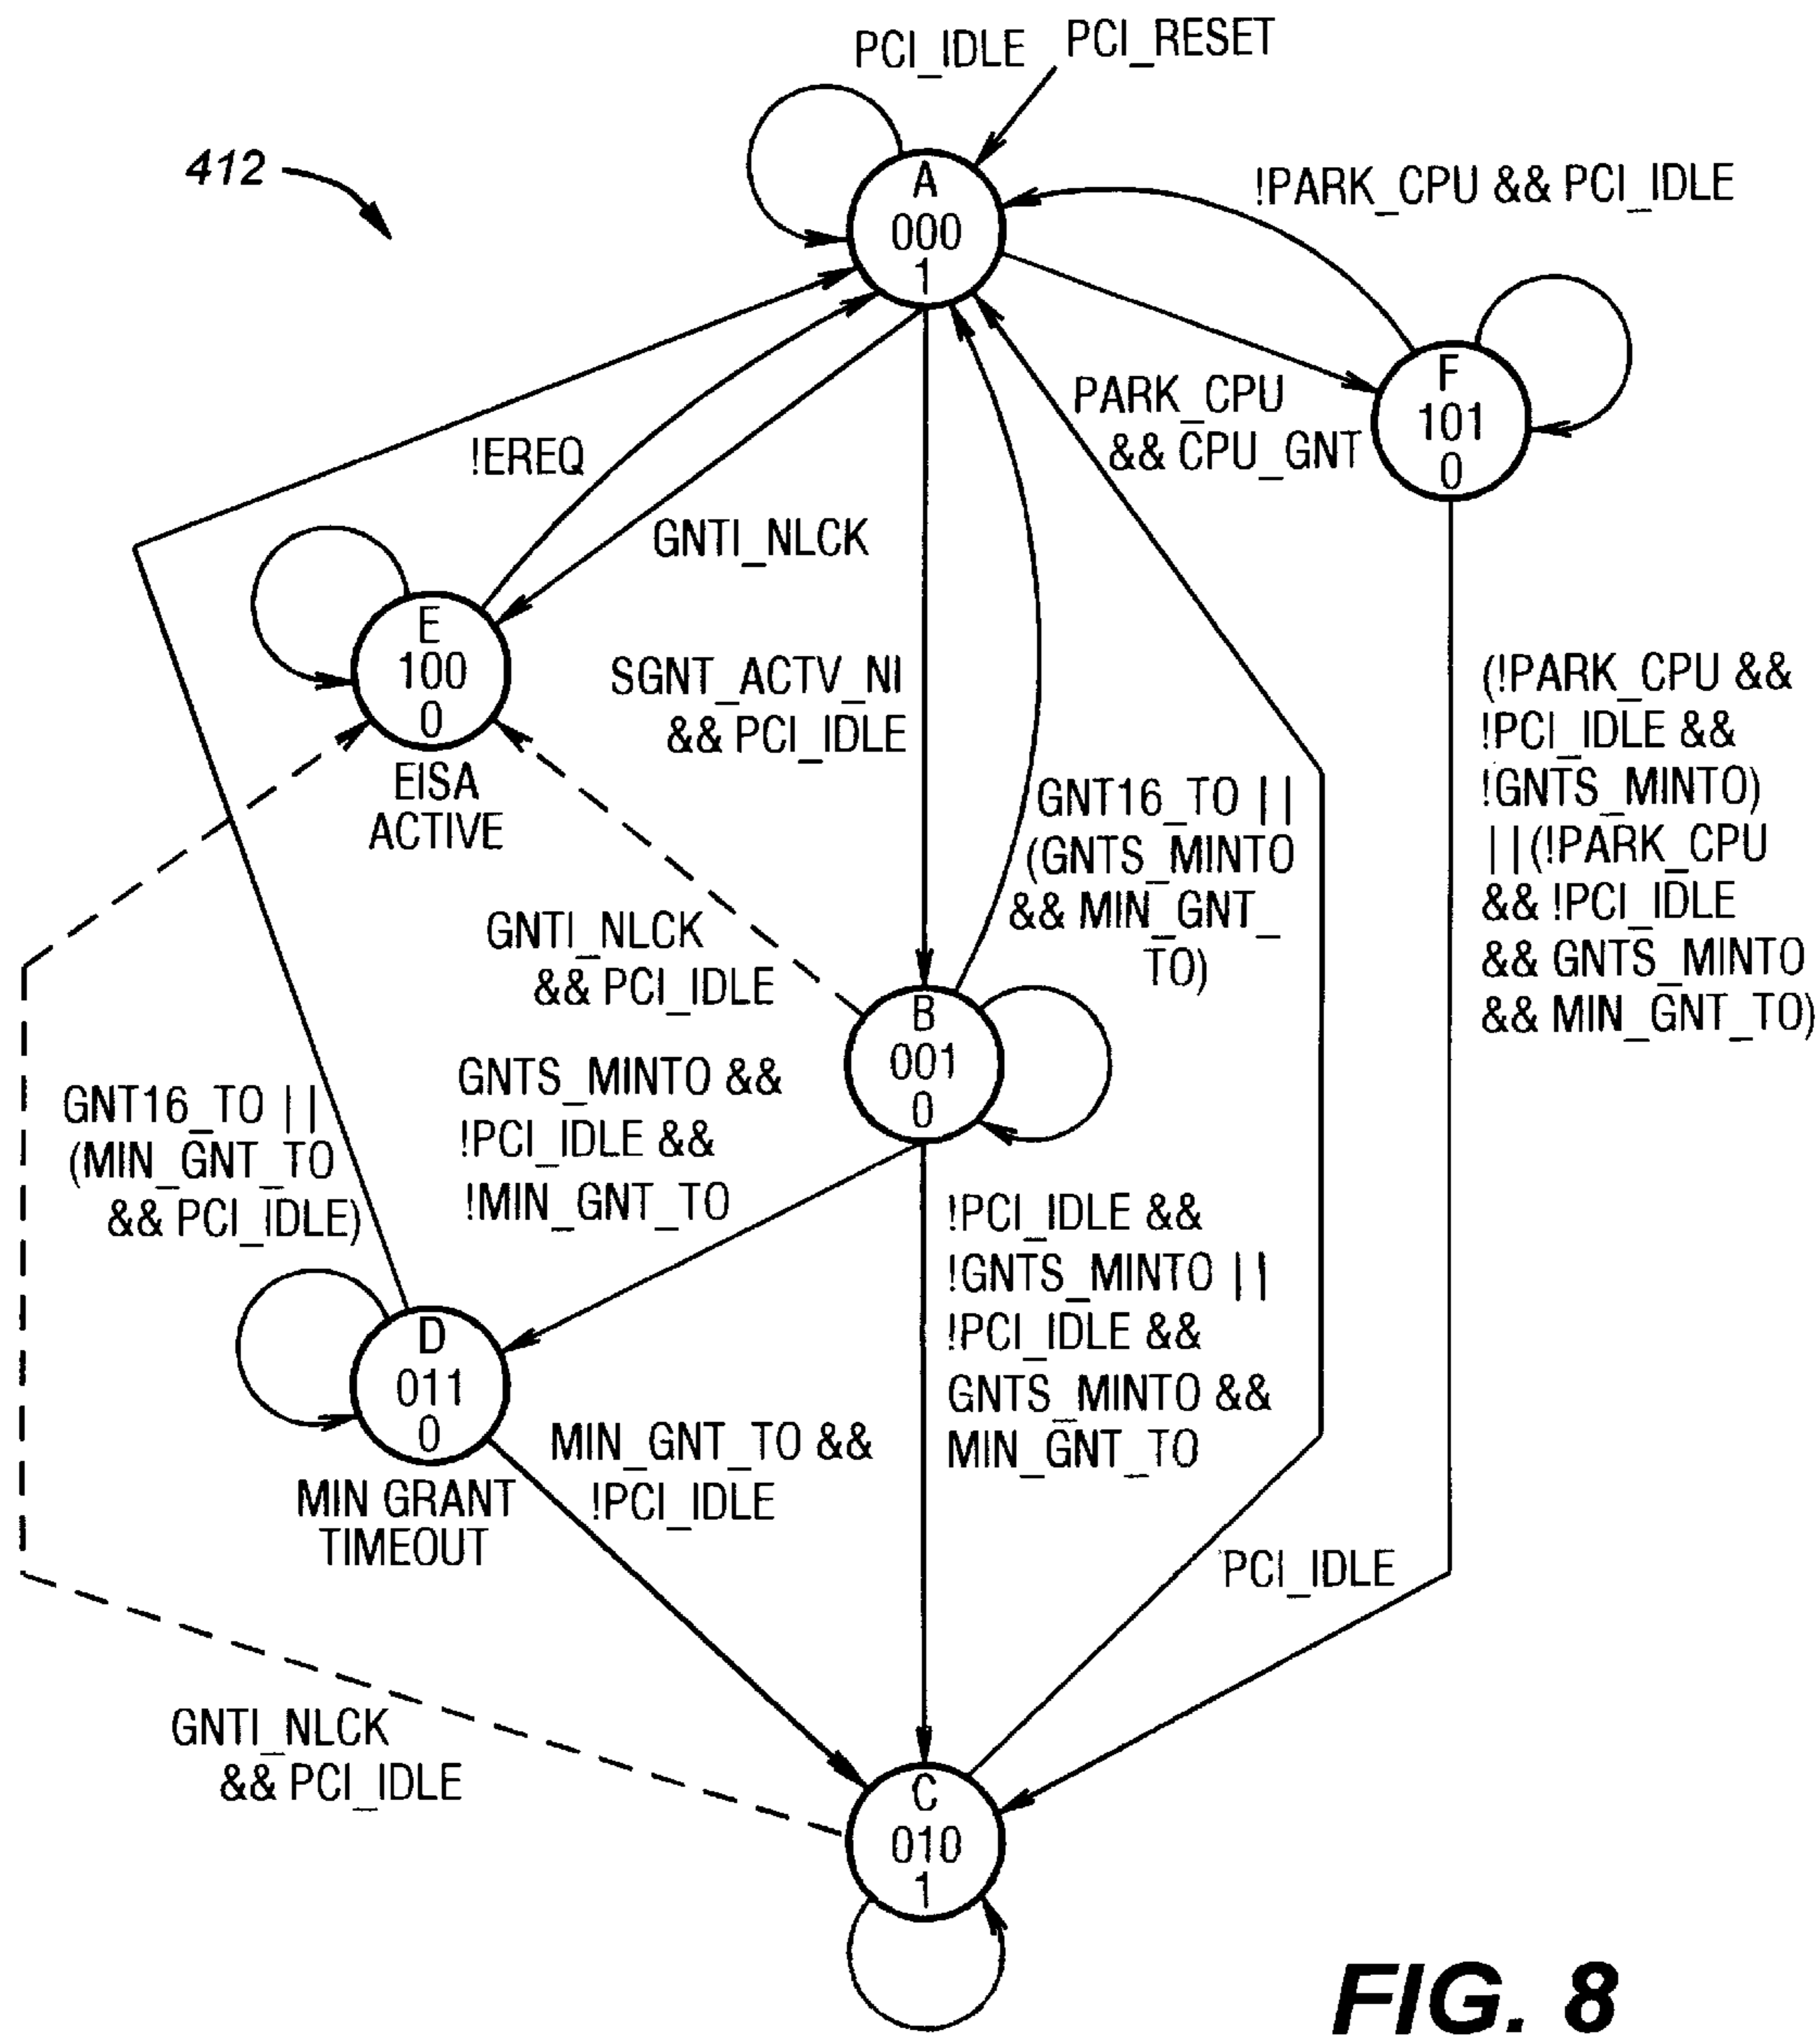 PCI_IDLE
PCI_RESET
412
!PARK_CPU && PCI_IDLE
A
000
1
F
101
0
PARK_CPU
&& CPU_GNT
!EREQ
GNTI_NLCK
E
100
0
EISA
ACTIVE
SGNT_ACTV_NI
&& PCI_IDLE
(!PARK_CPU &&
!PCI_IDLE &&
!GNTS_MINTO)
||(!PARK_CPU
&& !PCI_IDLE
&& GNTS_MINTO
&& MIN_GNT_TO)
GNT16_TO ||
(GNTS_MINTO
&& MIN_GNT_
TO)
GNTI_NLCK
&& PCI_IDLE
B
001
0
GNTS_MINTO &&
!PCI_IDLE &&
!MIN_GNT_TO
GNT16_TO ||
(MIN_GNT_TO
&& PCI_IDLE)
!PCI_IDLE &&
!GNTS_MINTO ||
!PCI_IDLE &&
GNTS_MINTO &&
MIN_GNT_TO
D
011
0
MIN GRANT
TIMEOUT
MIN_GNT_TO &&
!PCI_IDLE
PCI_IDLE
GNTI_NLCK
&& PCI_IDLE
C
010
1
FIG. 8